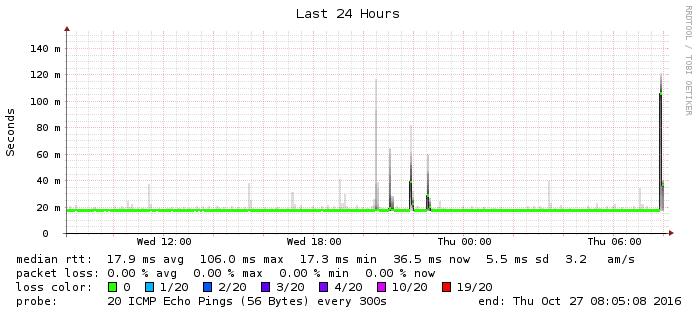 Last 24 Hours
RRDTOOL / TOBI OETIKER
Seconds
140 m
120 m
100 m
80 m
60 m
40 m
20 m
0
Wed 12:00 Wed 18:00 Thu 00:00 Thu 06:00
median rtt: 17.9 ms avg 106.0 ms max 17.3 ms min 36.5 ms now 5.5 ms sd 3.2 am/s
packet loss: 0.00 % avg 0.00 % max 0.00 % min 0.00 % now
loss color: 0 1/20 2/20 3/20 4/20 10/20 19/20
probe: 20 ICMP Echo Pings (56 Bytes) every 300s end: Thu Oct 27 08:05:08 2016